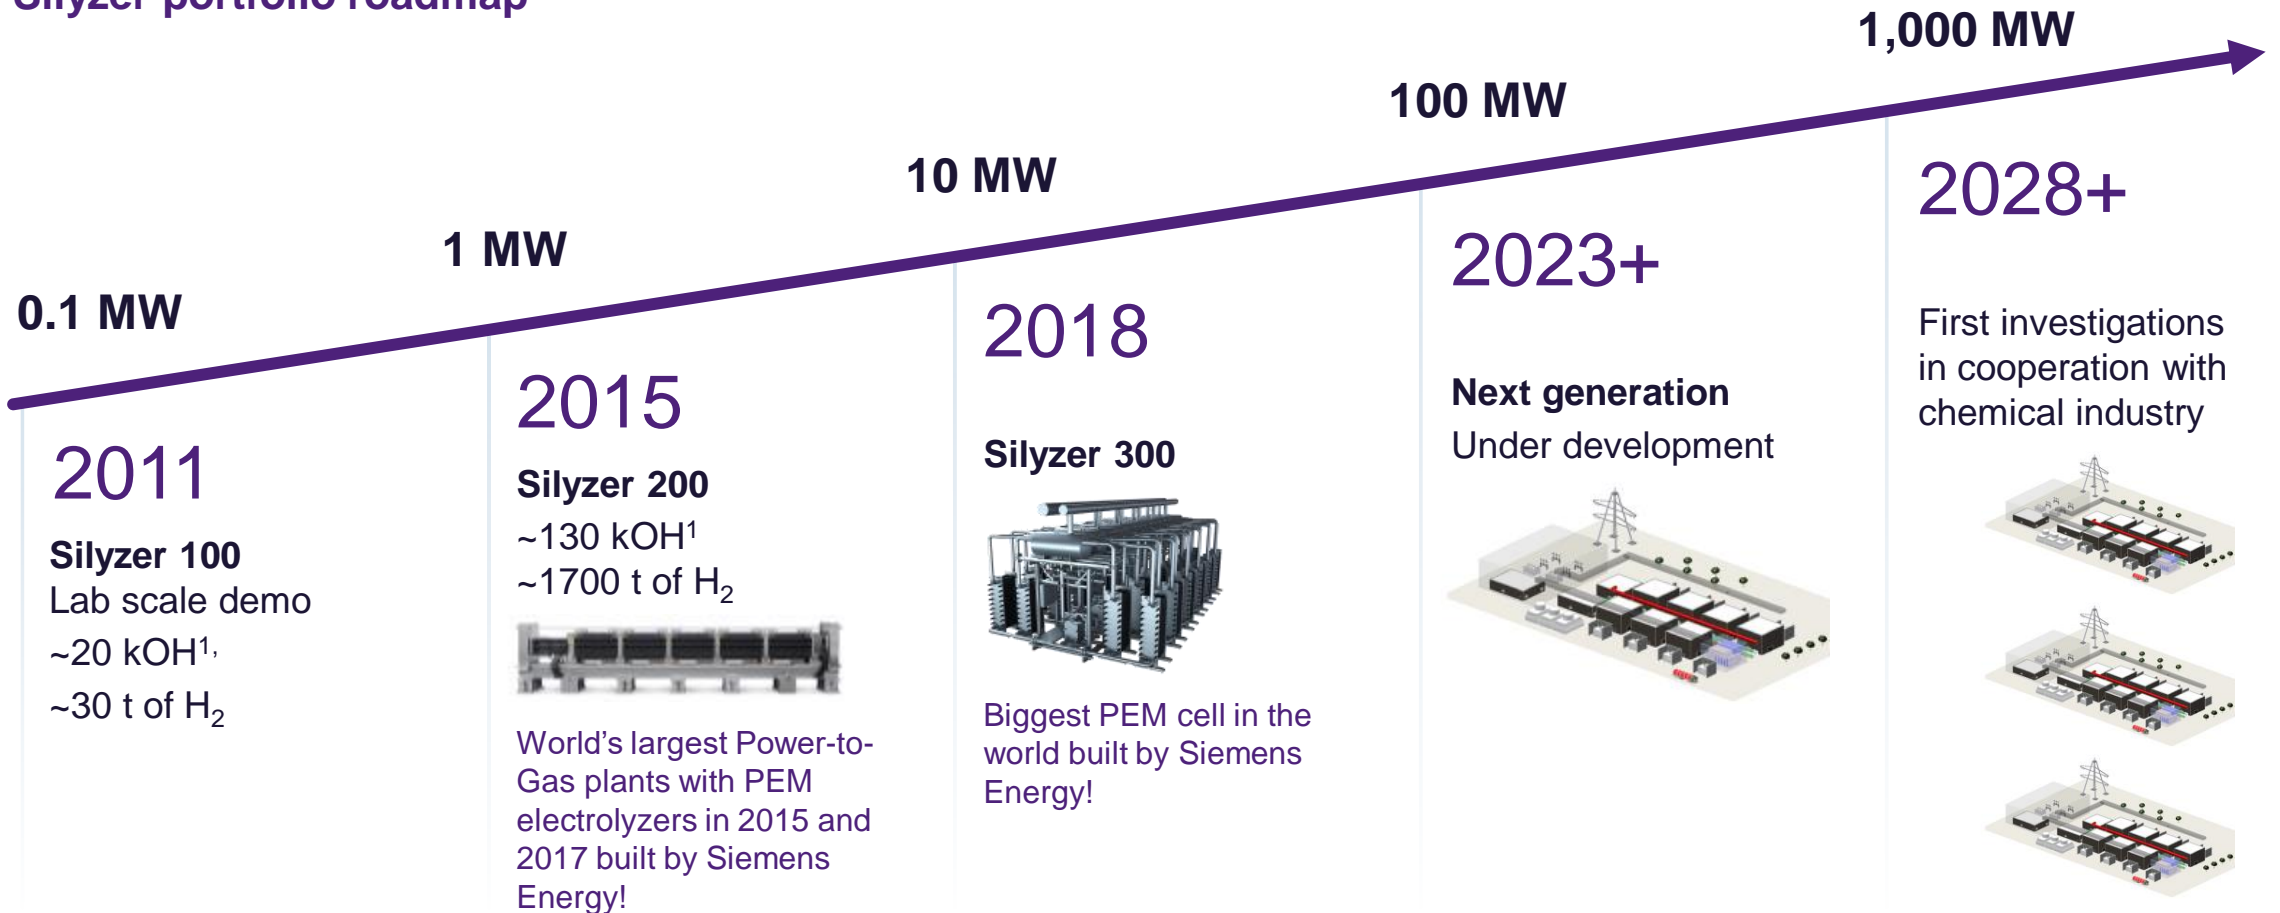 Silyzer portfolio roadmap
0.1 MW
1 MW
10 MW
100 MW
1,000 MW
2011
Silyzer 100
Lab scale demo
~20 kOH¹,
~30 t of H₂
2015
Silyzer 200
~130 kOH¹
~1700 t of H₂
World's largest Power-to-
Gas plants with PEM
electrolyzers in 2015 and
2017 built by Siemens
Energy!
2018
Silyzer 300
Biggest PEM cell in the
world built by Siemens
Energy!
2023+
Next generation
Under development
2028+
First investigations
in cooperation with
chemical industry